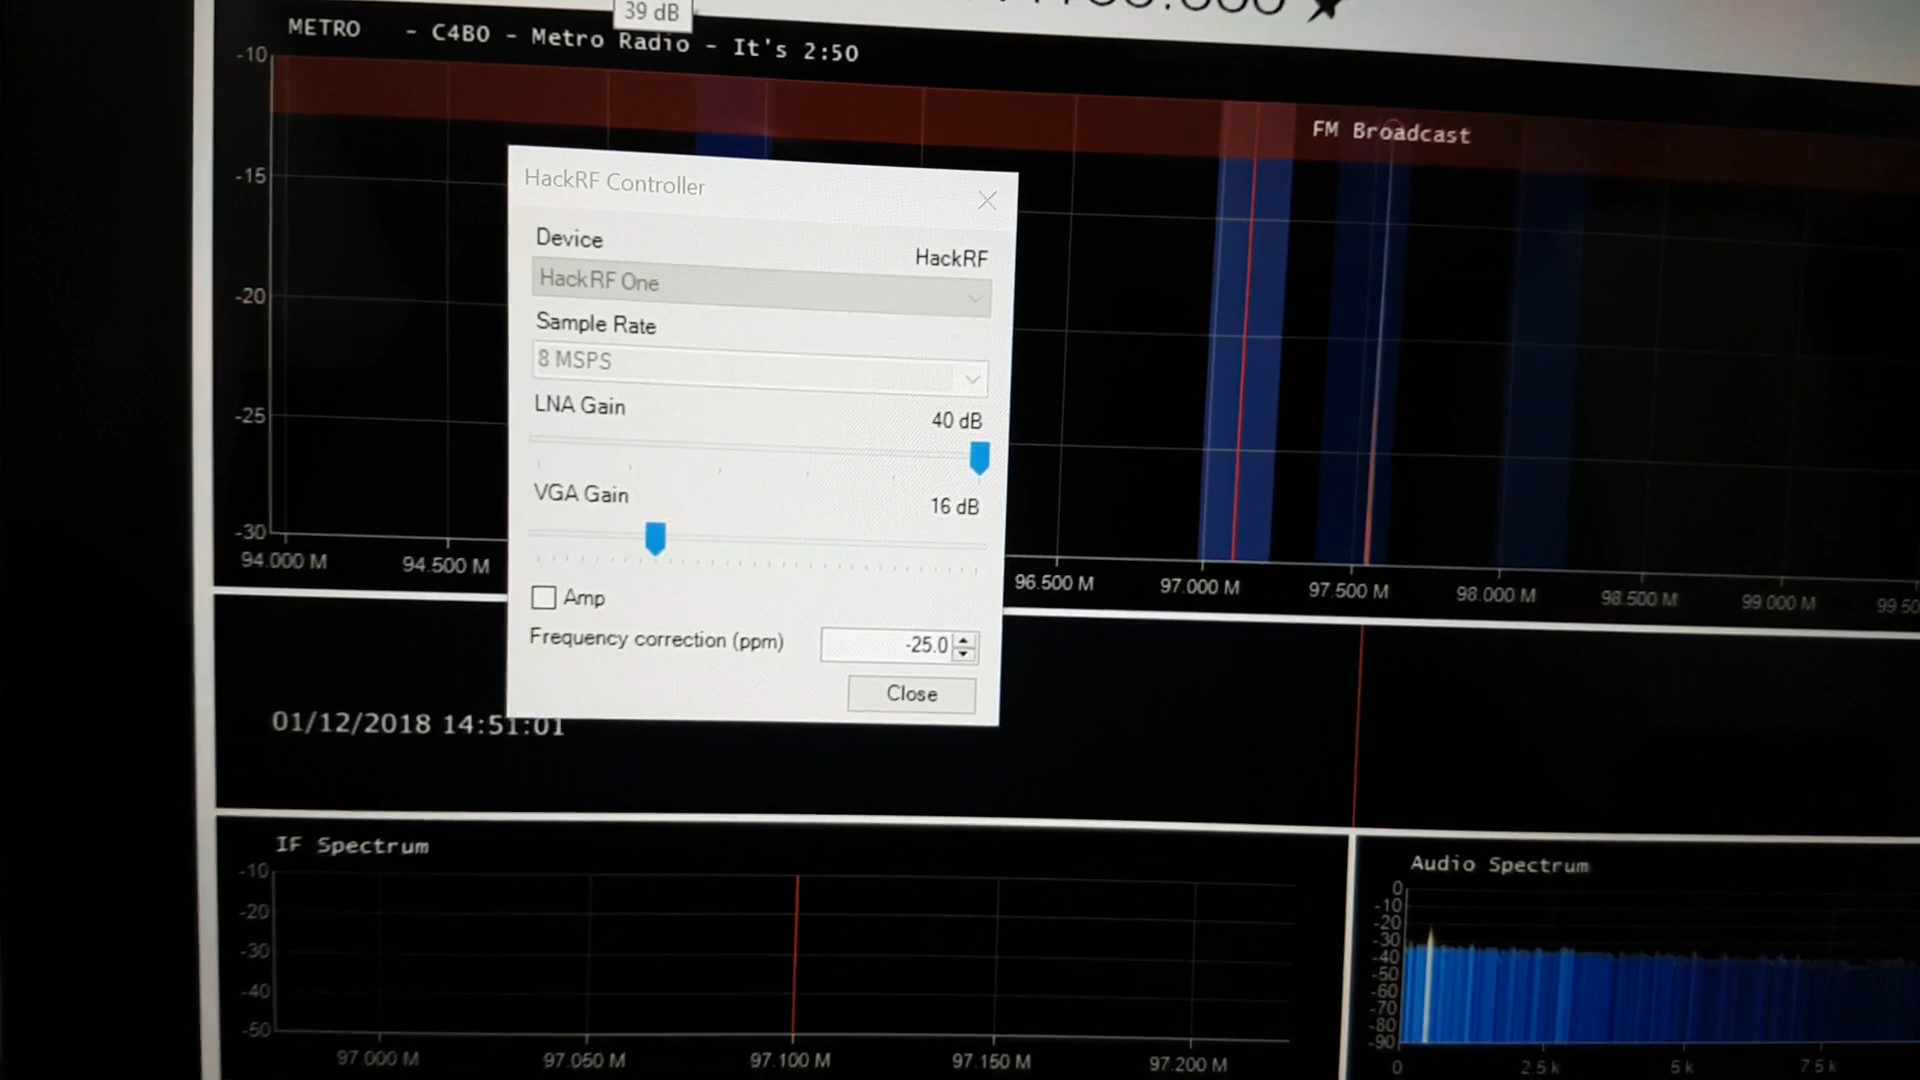 39 dB
METRO - C4B0 - Metro Radio - It's 2:50
FM Broadcast
-10
-15
-20
-25
-30
94.000 M
94.500 M
96.500 M
97.000 M
97.500 M
98.000 M
98.500 M
99.000 M
99.50
HackRF Controller
Device
HackRF
HackRF One
Sample Rate
8 MSPS
LNA Gain
40 dB
VGA Gain
16 dB
Amp
Frequency correction (ppm)
-25.0
Close
01/12/2018 14:51:01
IF Spectrum
-10
-20
-30
-40
-50
97.000 M
97.050 M
97.100 M
97.150 M
97.200 M
Audio Spectrum
0
-10
-20
-30
-40
-50
-60
-70
-80
-90
0
2.5 k
5 k
7.5 k